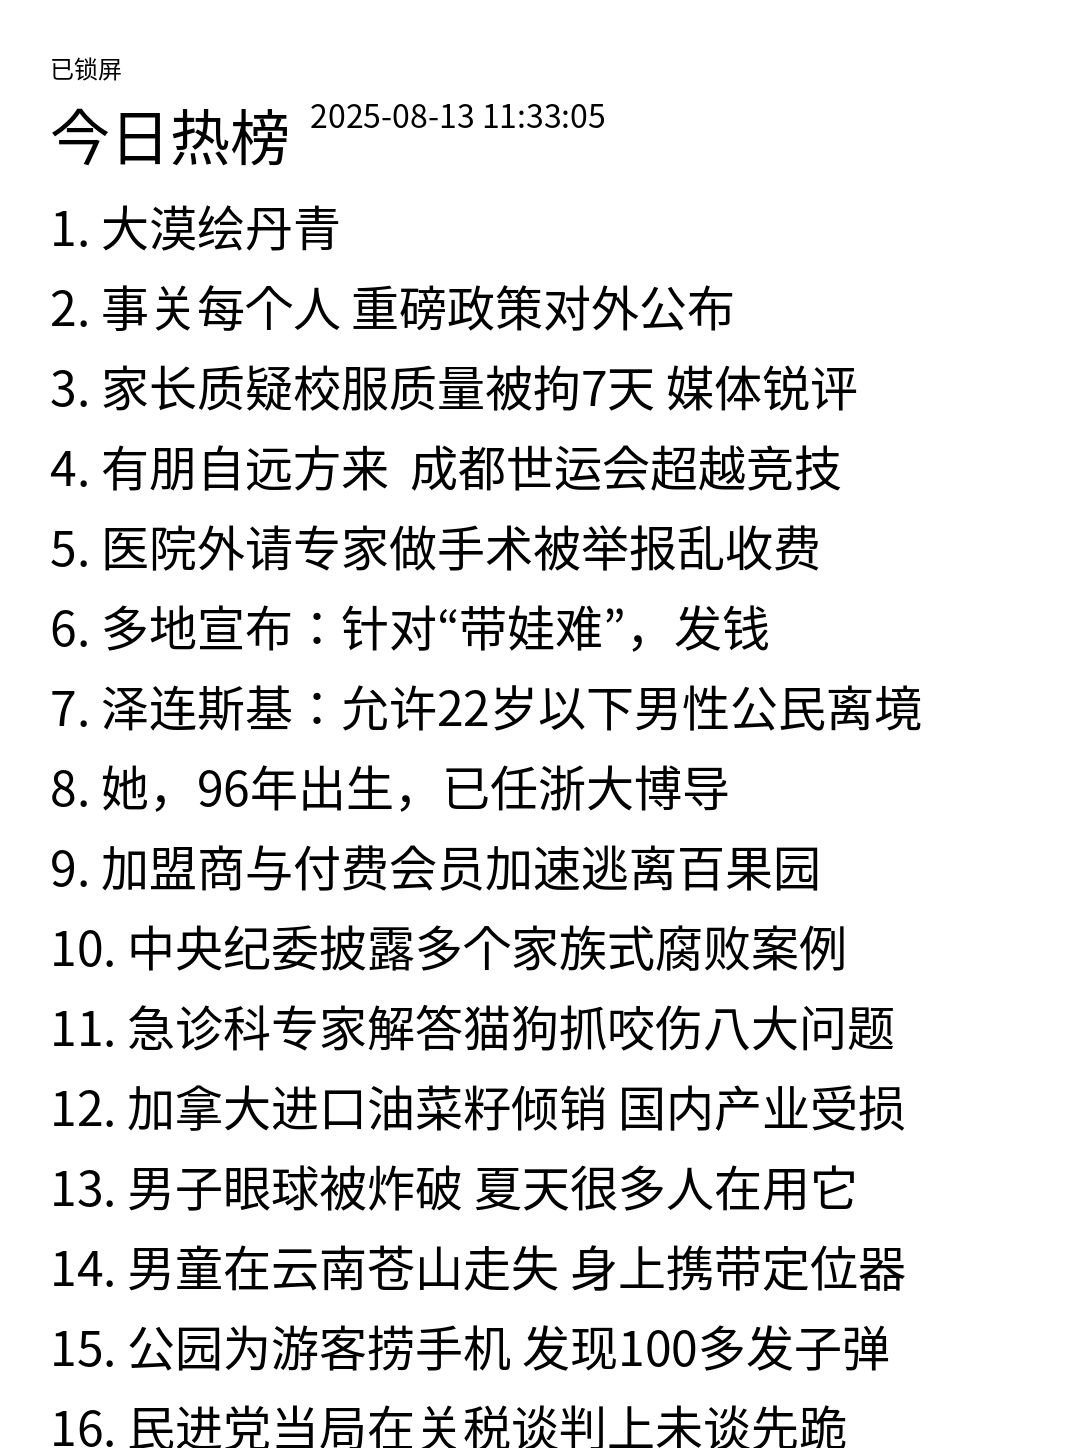 已锁屏
今日热榜 2025-08-13 11:33:05
1. 大漠绘丹青
2. 事关每个人 重磅政策对外公布
3. 家长质疑校服质量被拘7天 媒体锐评
4. 有朋自远方来  成都世运会超越竞技
5. 医院外请专家做手术被举报乱收费
6. 多地宣布：针对“带娃难”，发钱
7. 泽连斯基：允许22岁以下男性公民离境
8. 她，96年出生，已任浙大博导
9. 加盟商与付费会员加速逃离百果园
10. 中央纪委披露多个家族式腐败案例
11. 急诊科专家解答猫狗抓咬伤八大问题
12. 加拿大进口油菜籽倾销 国内产业受损
13. 男子眼球被炸破 夏天很多人在用它
14. 男童在云南苍山走失 身上携带定位器
15. 公园为游客捞手机 发现100多发子弹
16. 民进党当局在关税谈判上未谈先跪